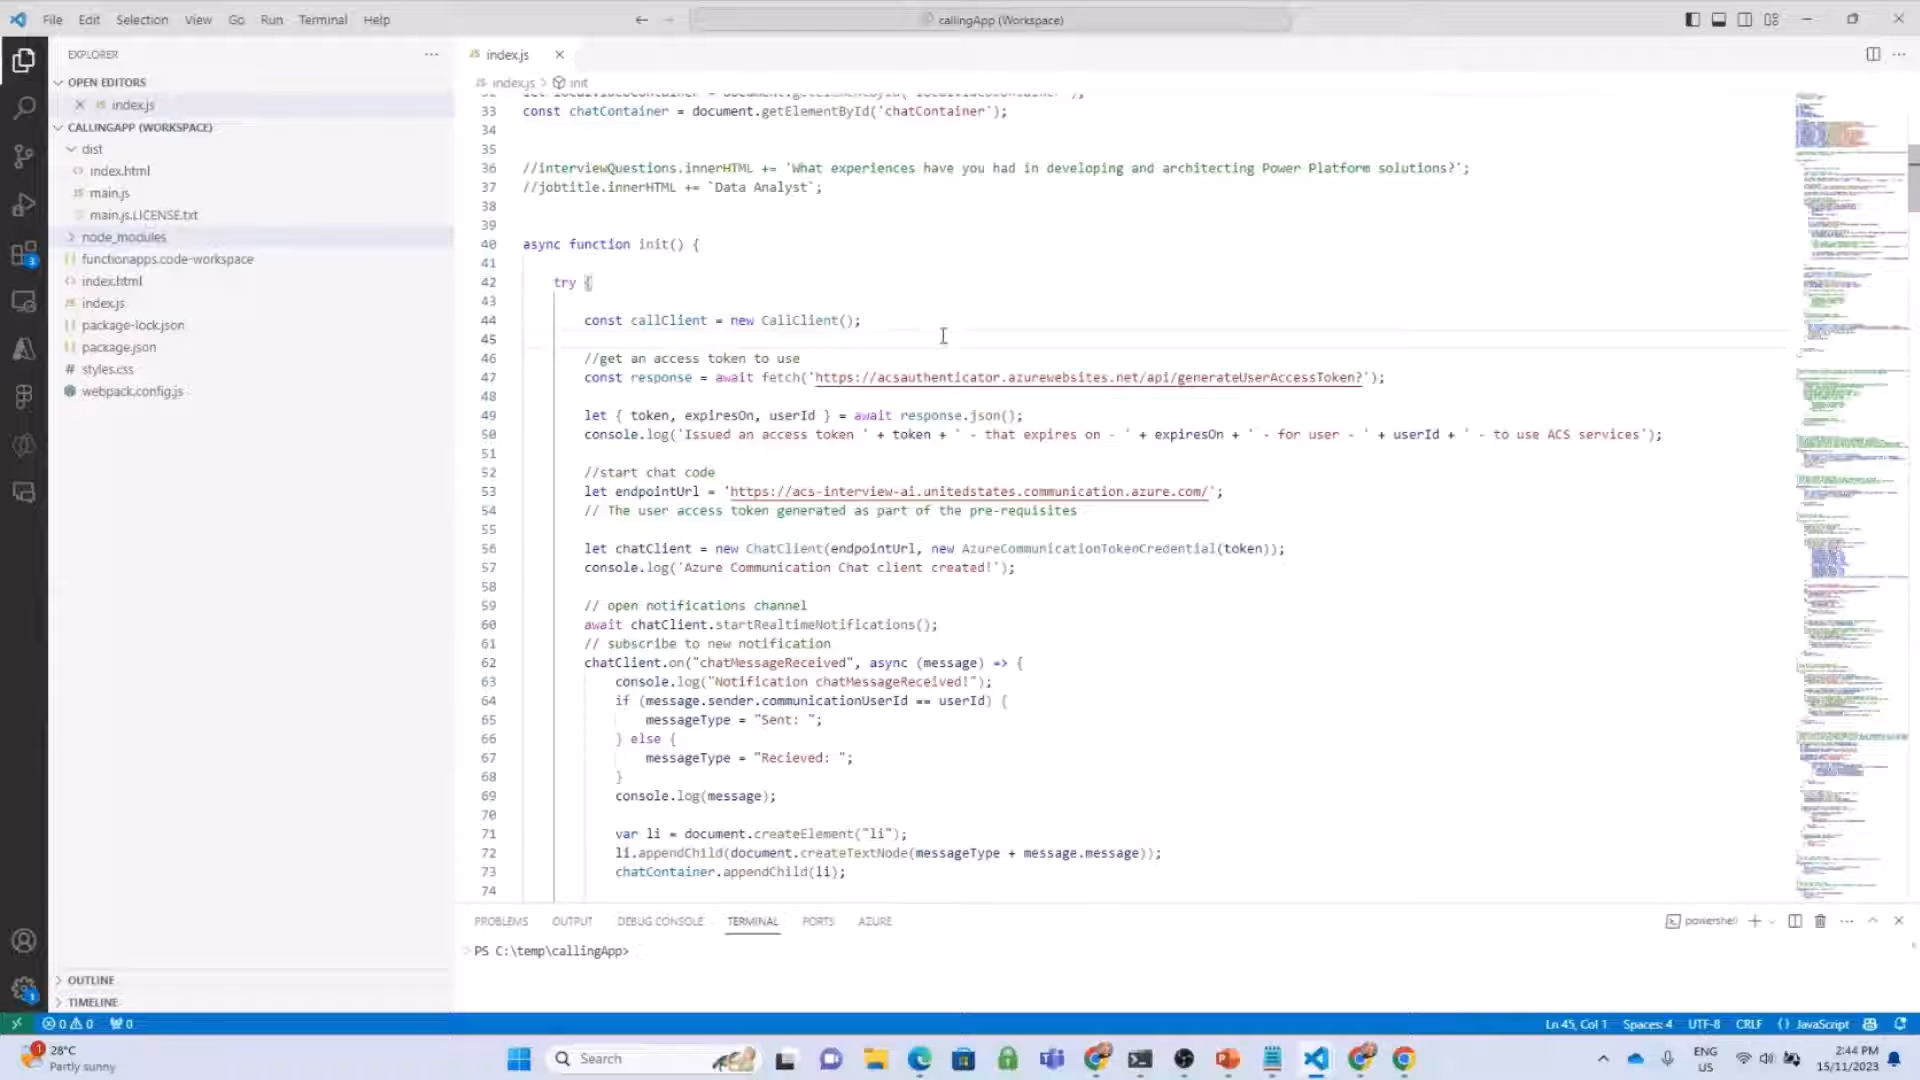 File Edit Selection View Go Run Terminal Help
callingApp (Workspace)
EXPLORER
OPEN EDITORS
index.js
CALLINGAPP (WORKSPACE)
dist
index.html
main.js
main.js.LICENSE.txt
node_modules
functionapps.code-workspace
index.html
index.js
package-lock.json
package.json
styles.css
webpack.config.js
OUTLINE
TIMELINE
index.js
index.js > init
33 const chatContainer = document.getElementById('chatContainer');
34
35
36 //interviewQuestions.innerHTML += `What experiences have you had in developing and architecting Power Platform solutions?`;
37 //jobtitle.innerHTML += `Data Analyst`;
38
39
40 async function init() {
41
42 try {
43
44 const callClient = new CallClient();
45
46 //get an access token to use
47 const response = await fetch('https://acsauthenticator.azurewebsites.net/api/generateUserAccessToken?');
48
49 let { token, expiresOn, userId } = await response.json();
50 console.log('Issued an access token ' + token + ' - that expires on - ' + expiresOn + ' - for user - ' + userId + ' - to use ACS services');
51
52 //start chat code
53 let endpointUrl = 'https://acs-interview-ai.unitedstates.communication.azure.com/';
54 // The user access token generated as part of the pre-requisites
55
56 let chatClient = new ChatClient(endpointUrl, new AzureCommunicationTokenCredential(token));
57 console.log('Azure Communication Chat client created!');
58
59 // open notifications channel
60 await chatClient.startRealtimeNotifications();
61 // subscribe to new notification
62 chatClient.on("chatMessageReceived", async (message) => {
63 console.log("Notification chatMessageReceived!");
64 if (message.sender.communicationUserId == userId) {
65 messageType = "Sent: ";
66 } else {
67 messageType = "Recieved: ";
68 }
69 console.log(message);
70
71 var li = document.createElement("li");
72 li.appendChild(document.createTextNode(messageType + message.message));
73 chatContainer.appendChild(li);
74
PROBLEMS OUTPUT DEBUG CONSOLE TERMINAL PORTS AZURE
powershell
PS C:\temp\callingApp>
0 0 0
Ln 45, Col 1 Spaces: 4 UTF-8 CRLF {} JavaScript
28°C
Partly sunny
Search
ENG
US
2:44 PM
15/11/2023